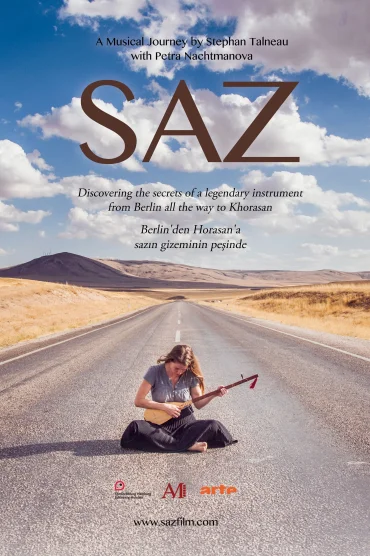 A Musical Journey by Stephan Talneau
with Petra Nachtmanova
SAZ
Discovering the secrets of a legendary instrument
from Berlin all the way to Khorasan
Berlin'den Horasan'a
sazın gizeminin peşinde
arte
www.sazfilm.com